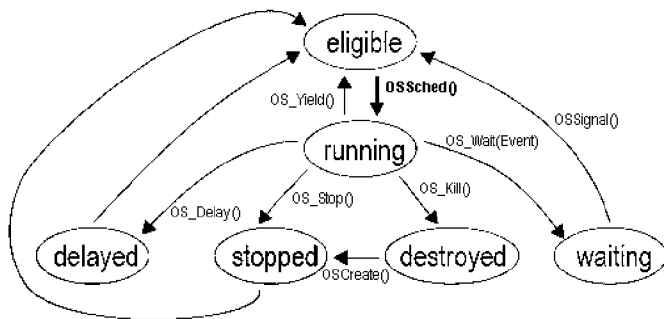 eligible
OS_Yield()
OSSched()
OSSignal()
running
OS_Wait(Event)
OS_Delay()
OS_Stop()
OS_Kill()
delayed
stopped
destroyed
waiting
OSCreate()